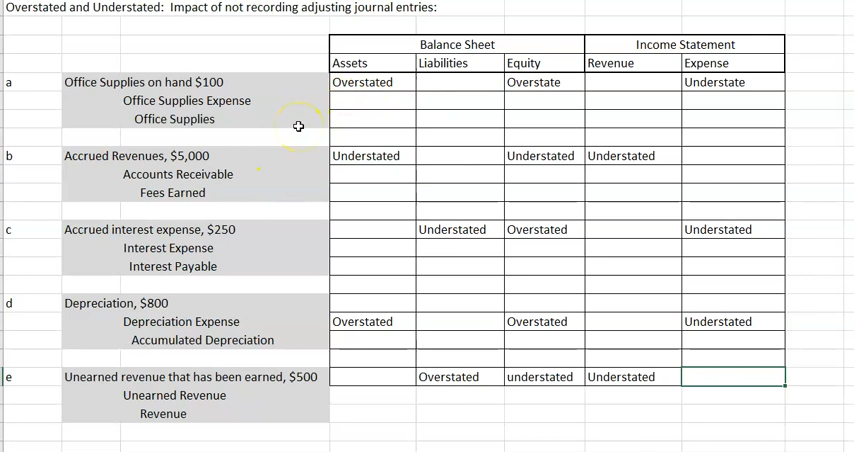 Overstated and Understated: Impact of not recording adjusting journal entries:
Balance Sheet Income Statement
Assets Liabilities Equity Revenue Expense
a Office Supplies on hand $100 Overstated Overstate Understate
Office Supplies Expense
Office Supplies
b Accrued Revenues, $5,000 Understated Understated Understated
Accounts Receivable
Fees Earned
c Accrued interest expense, $250 Understated Overstated Understated
Interest Expense
Interest Payable
d Depreciation, $800
Depreciation Expense Overstated Overstated Understated
Accumulated Depreciation
e Unearned revenue that has been earned, $500 Overstated understated Understated
Unearned Revenue
Revenue